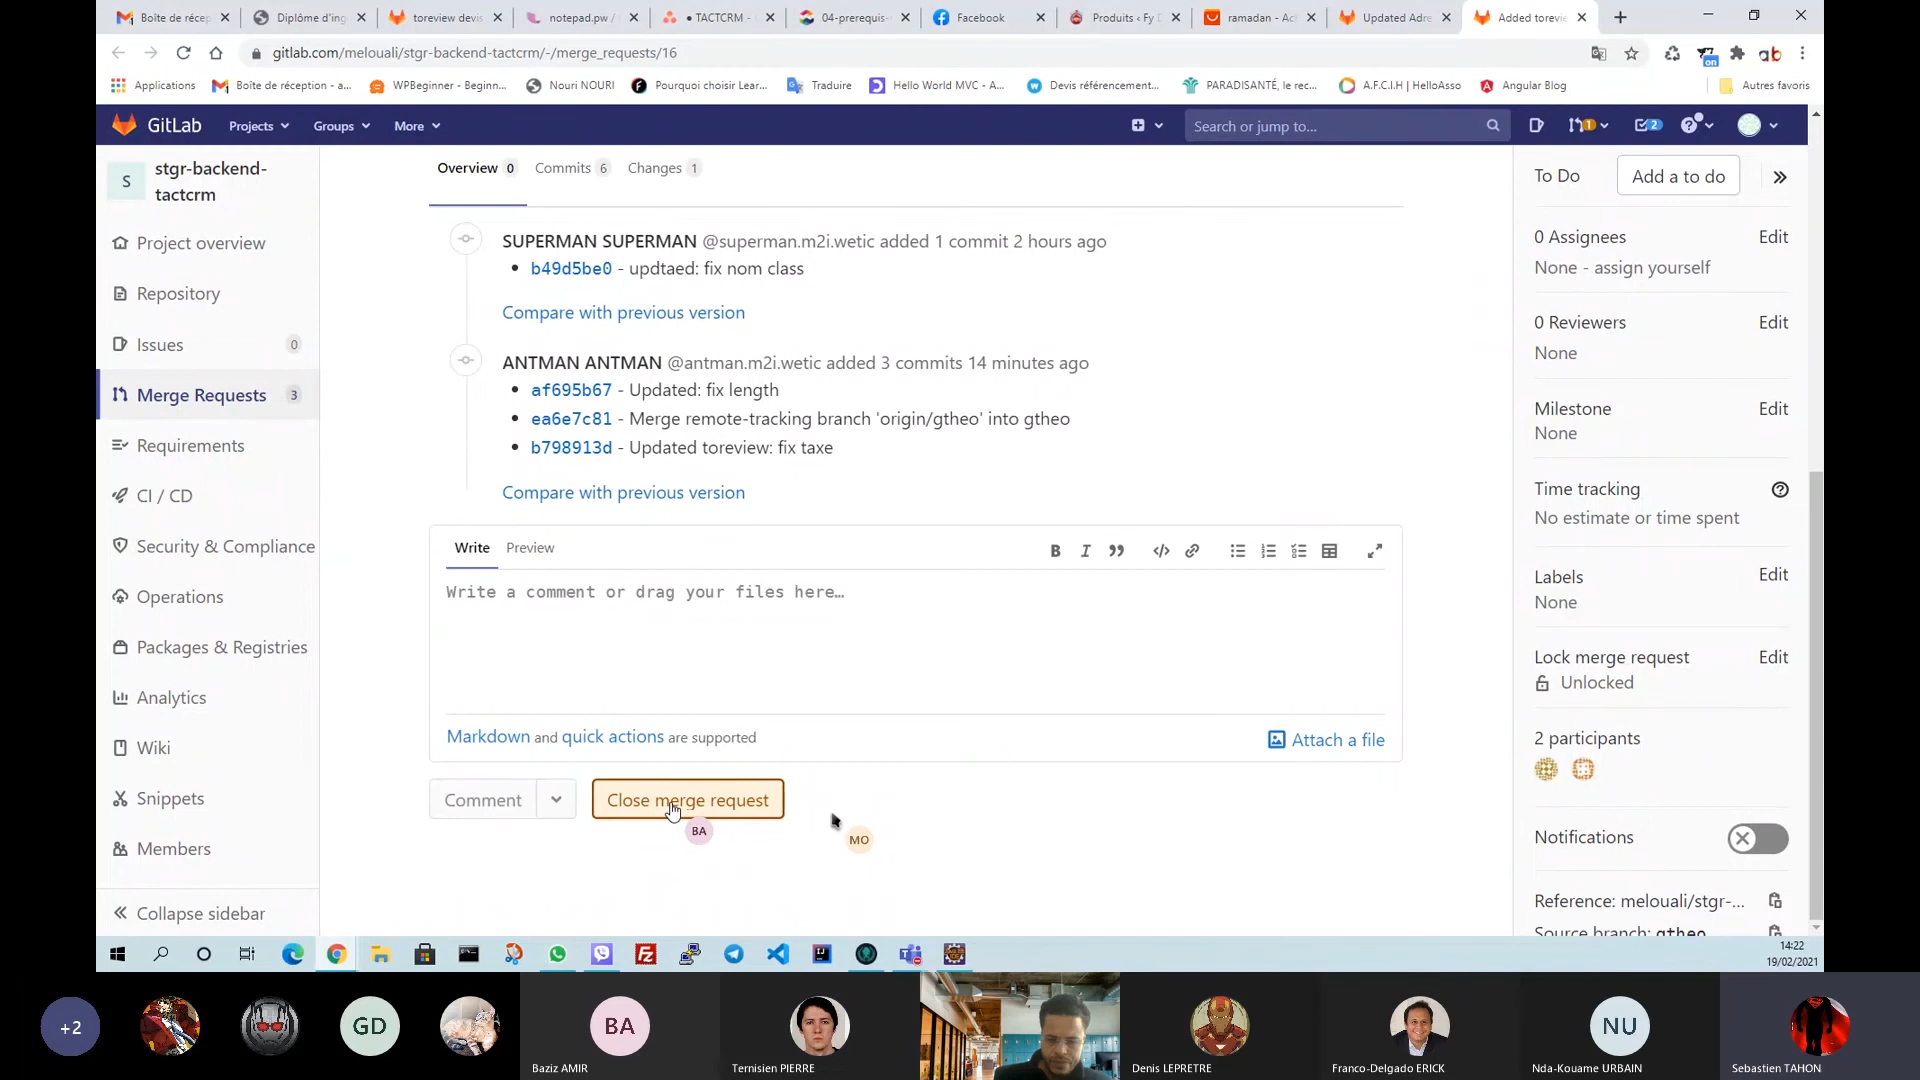 Boîte de récep
Diplôme d'ing
toreview devis
notepad.pw /
• TACTCRM -
04-prerequis-
Facebook
Produits ‹ Fy
ramadan - Ac
Updated Adre
Added torevie
gitlab.com/melouali/stgr-backend-tactcrm/-/merge_requests/16
on
ab
Applications
Boîte de réception - a...
WPBeginner - Beginn...
Nouri NOURI
Pourquoi choisir Lear...
Traduire
Hello World MVC - A...
Devis référencement...
PARADISANTÉ, le rec...
A.F.C.I.H | HelloAsso
Angular Blog
Autres favoris
GitLab
Projects
Groups
More
Search or jump to...
1
2
S
stgr-backend-
tactcrm
Project overview
Repository
Issues 0
Merge Requests 3
Requirements
CI / CD
Security & Compliance
Operations
Packages & Registries
Analytics
Wiki
Snippets
Members
Collapse sidebar
Overview 0
Commits 6
Changes 1
SUPERMAN SUPERMAN @superman.m2i.wetic added 1 commit 2 hours ago
b49d5be0 - updtaed: fix nom class
Compare with previous version
ANTMAN ANTMAN @antman.m2i.wetic added 3 commits 14 minutes ago
af695b67 - Updated: fix length
ea6e7c81 - Merge remote-tracking branch 'origin/gtheo' into gtheo
b798913d - Updated toreview: fix taxe
Compare with previous version
Write
Preview
Write a comment or drag your files here…
Markdown and quick actions are supported
Attach a file
Comment
Close merge request
BA
MO
To Do
Add a to do
0 Assignees
Edit
None - assign yourself
0 Reviewers
Edit
None
Milestone
Edit
None
Time tracking
No estimate or time spent
Labels
Edit
None
Lock merge request
Edit
Unlocked
2 participants
Notifications
Reference: melouali/stgr-...
Source branch: gtheo
14:22
19/02/2021
+2
GD
BA
Baziz AMIR
Ternisien PIERRE
Denis LEPRETRE
Franco-Delgado ERICK
NU
Nda-Kouame URBAIN
Sebastien TAHON